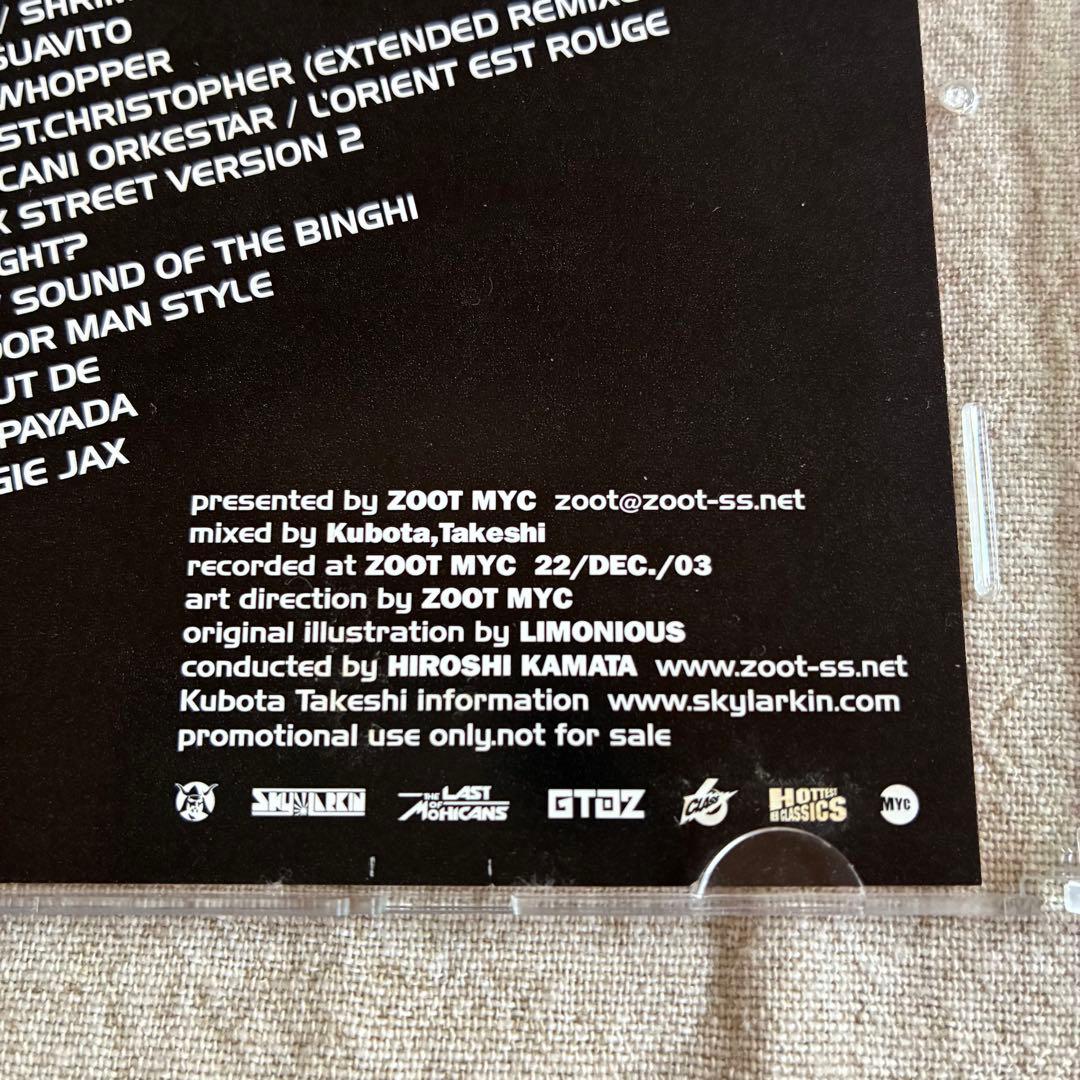 / SHRIM
SUAVITO
WHOPPER
ST.CHRISTOPHER (EXTENDED REMIX
CANI ORKESTAR / L'ORIENT EST ROUGE
X STREET VERSION 2
GHT?
/ SOUND OF THE BINGHI
OOR MAN STYLE
UT DE
PAYADA
GIE JAX
presented by ZOOT MYC zoot@zoot-ss.net
mixed by Kubota,Takeshi
recorded at ZOOT MYC 22/DEC./03
art direction by ZOOT MYC
original illustration by LIMONIOUS
conducted by HIROSHI KAMATA www.zoot-ss.net
Kubota Takeshi information www.skylarkin.com
promotional use only.not for sale
SKYLARKIN THE LAST OF MOHICANS GTOZ CLASH HOTTEST CLASSICS MYC